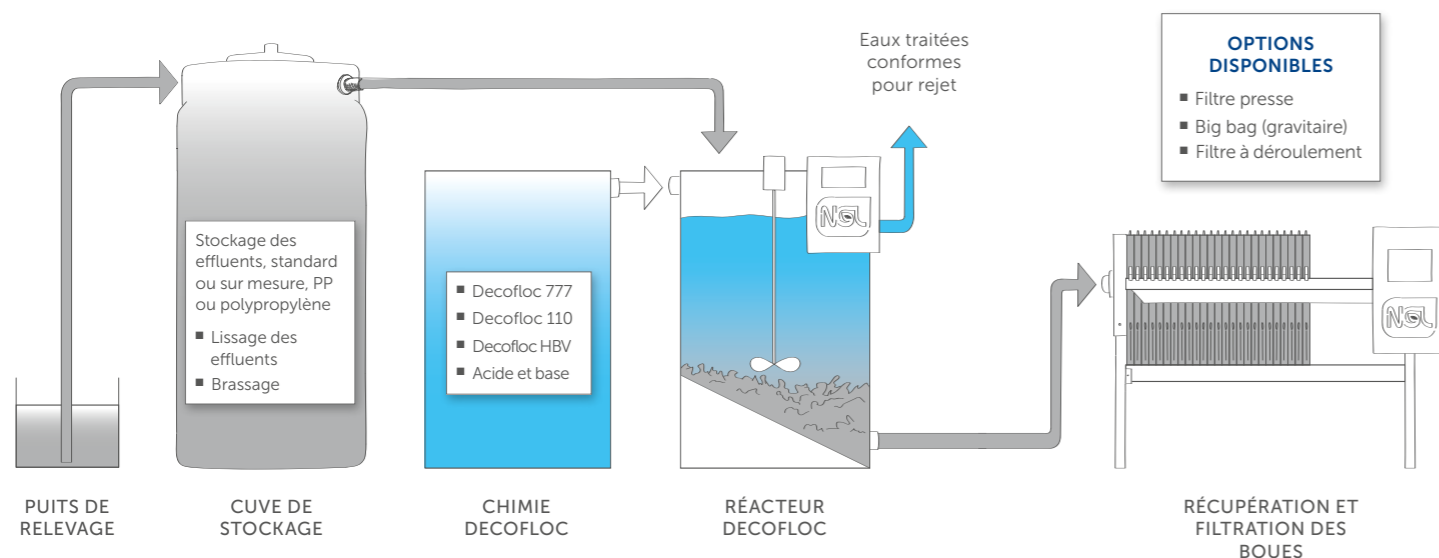 Eaux traitées
conformes
pour rejet
OPTIONS
DISPONIBLES
▪ Filtre presse
▪ Big bag (gravitaire)
▪ Filtre à déroulement
Stockage des
effluents, standard
ou sur mesure, PP
ou polypropylène
▪ Lissage des
effluents
▪ Brassage
▪ Decofloc 777
▪ Decofloc 110
▪ Decofloc HBV
▪ Acide et base
NGL
NGL
PUITS DE
RELEVAGE
CUVE DE
STOCKAGE
CHIMIE
DECOFLOC
RÉACTEUR
DECOFLOC
RÉCUPÉRATION ET
FILTRATION DES
BOUES